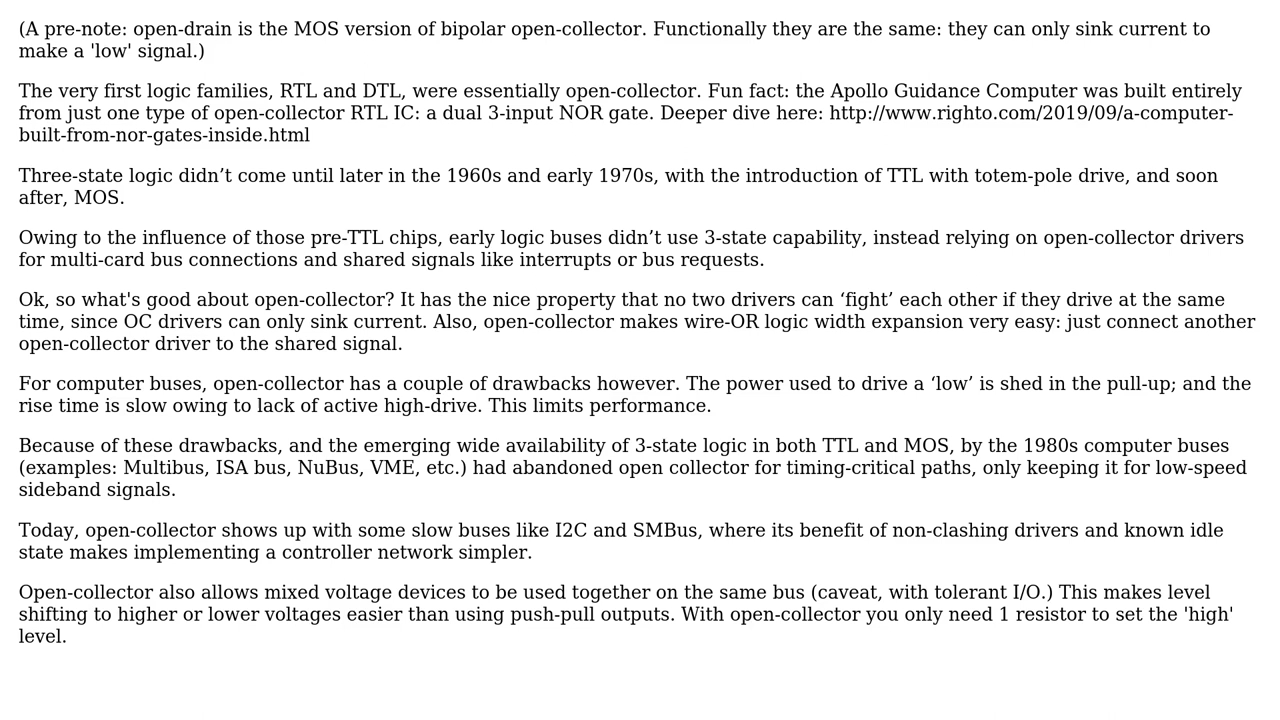 (A pre-note: open-drain is the MOS version of bipolar open-collector. Functionally they are the same: they can only sink current to
make a 'low' signal.)
The very first logic families, RTL and DTL, were essentially open-collector. Fun fact: the Apollo Guidance Computer was built entirely
from just one type of open-collector RTL IC: a dual 3-input NOR gate. Deeper dive here: http://www.righto.com/2019/09/a-computer-
built-from-nor-gates-inside.html
Three-state logic didn’t come until later in the 1960s and early 1970s, with the introduction of TTL with totem-pole drive, and soon
after, MOS.
Owing to the influence of those pre-TTL chips, early logic buses didn’t use 3-state capability, instead relying on open-collector drivers
for multi-card bus connections and shared signals like interrupts or bus requests.
Ok, so what's good about open-collector? It has the nice property that no two drivers can ‘fight’ each other if they drive at the same
time, since OC drivers can only sink current. Also, open-collector makes wire-OR logic width expansion very easy: just connect another
open-collector driver to the shared signal.
For computer buses, open-collector has a couple of drawbacks however. The power used to drive a ‘low’ is shed in the pull-up; and the
rise time is slow owing to lack of active high-drive. This limits performance.
Because of these drawbacks, and the emerging wide availability of 3-state logic in both TTL and MOS, by the 1980s computer buses
(examples: Multibus, ISA bus, NuBus, VME, etc.) had abandoned open collector for timing-critical paths, only keeping it for low-speed
sideband signals.
Today, open-collector shows up with some slow buses like I2C and SMBus, where its benefit of non-clashing drivers and known idle
state makes implementing a controller network simpler.
Open-collector also allows mixed voltage devices to be used together on the same bus (caveat, with tolerant I/O.) This makes level
shifting to higher or lower voltages easier than using push-pull outputs. With open-collector you only need 1 resistor to set the 'high'
level.